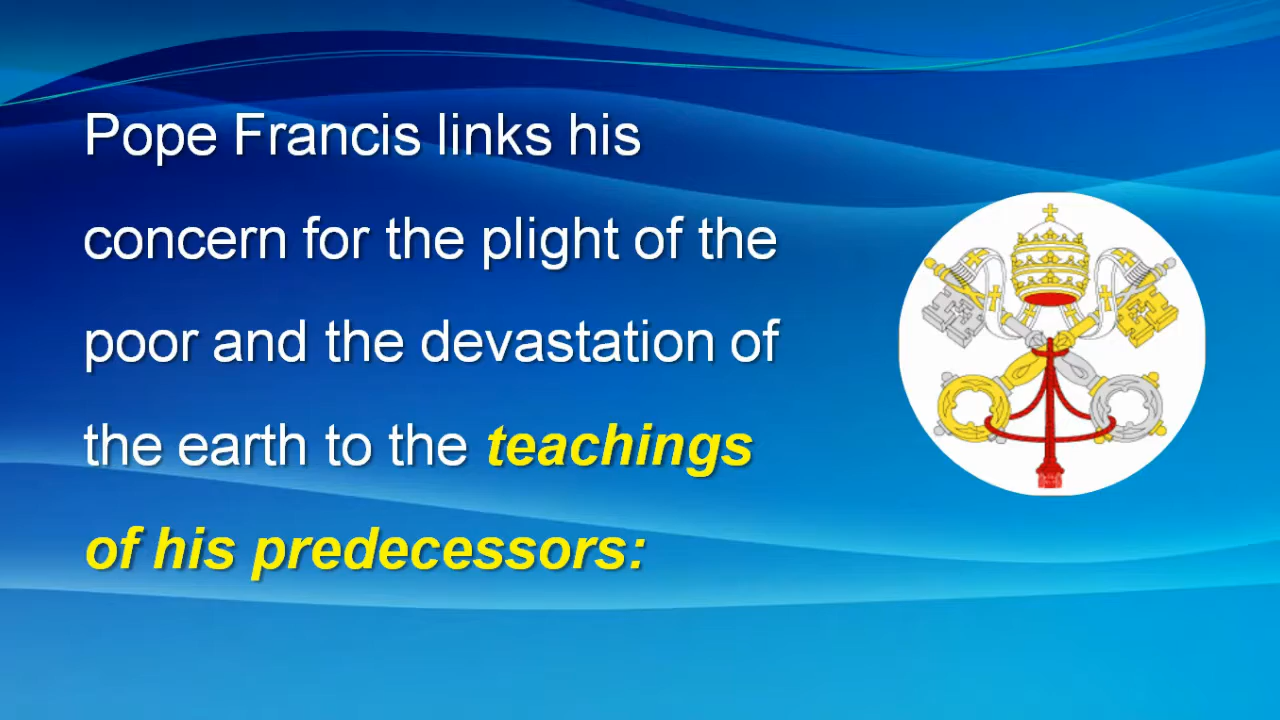 Pope Francis links his
concern for the plight of the
poor and the devastation of
the earth to the teachings
of his predecessors: